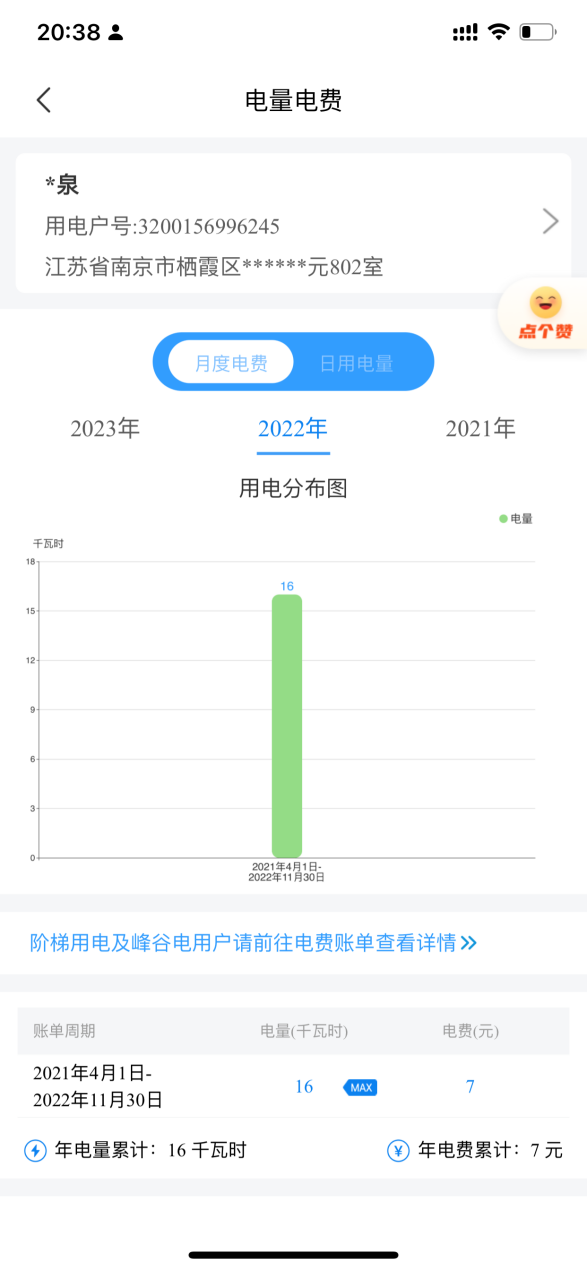 20:38
电量电费
*泉
用电户号:3200156996245
江苏省南京市栖霞区******元802室
点个赞
月度电费 日用电量
2023年 2022年 2021年
用电分布图
电量
千瓦时
18
16
15
12
9
6
3
0
2021年4月1日-
2022年11月30日
阶梯用电及峰谷电用户请前往电费账单查看详情
账单周期 电量(千瓦时) 电费(元)
2021年4月1日-
2022年11月30日 16 MAX 7
年电量累计：16 千瓦时 ¥ 年电费累计：7 元